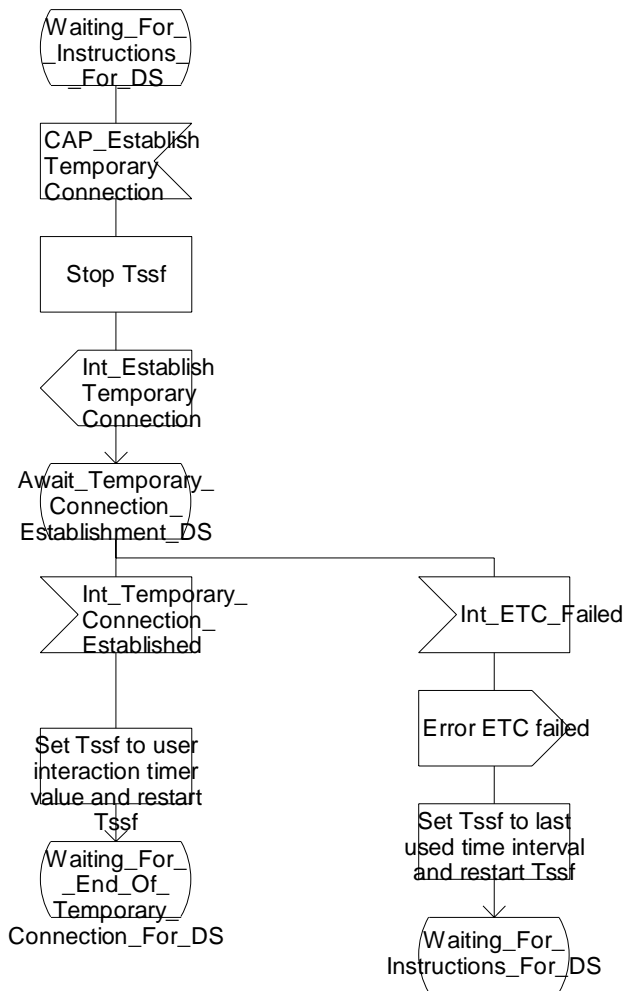 Waiting_For_
_Instructions_
_For_DS
CAP_Establish
Temporary
Connection
Stop Tssf
Int_Establish
Temporary
Connection
Await_Temporary_
Connection_
Establishment_DS
Int_Temporary_
Connection_
Established
Set Tssf to user
interaction timer
value and restart
Tssf
Waiting_For_
_End_Of_
Temporary_
Connection_For_DS
Int_ETC_Failed
Error ETC failed
Set Tssf to last
used time interval
and restart Tssf
Waiting_For_
Instructions_For_DS